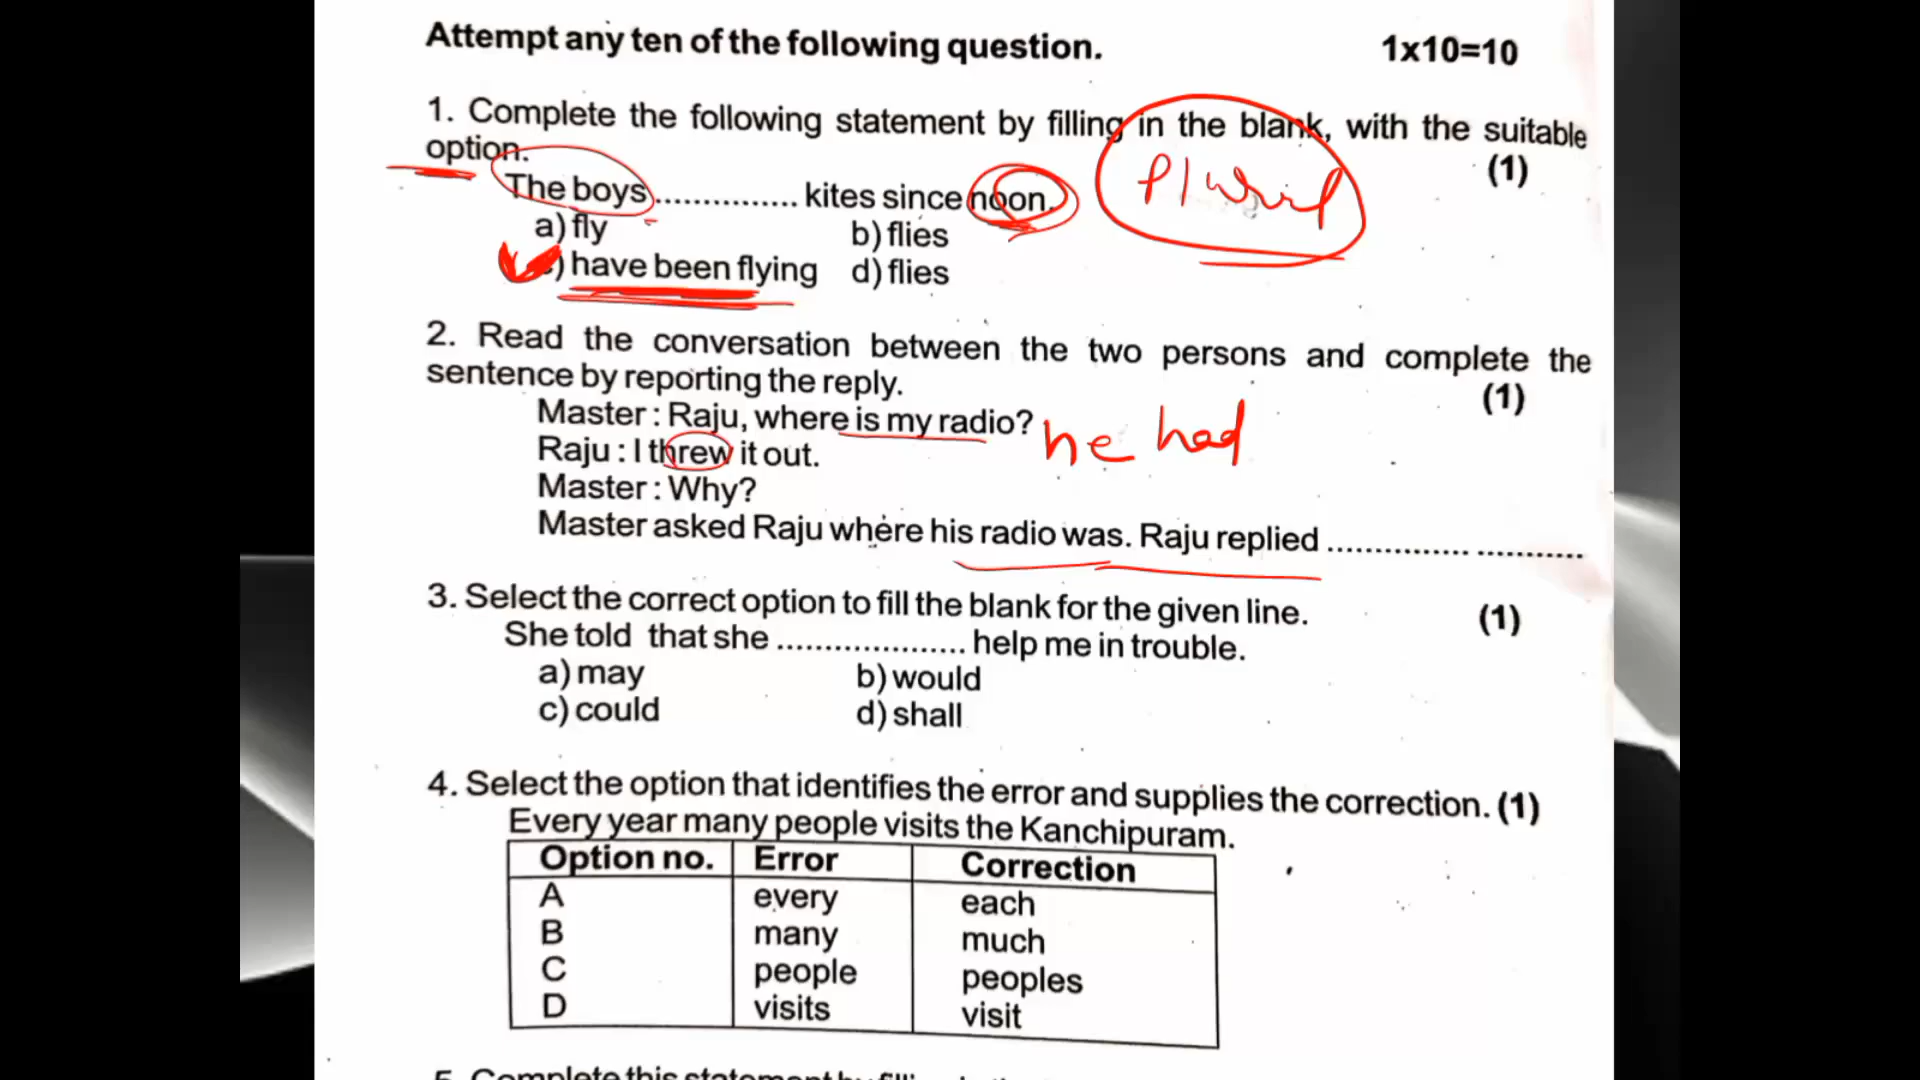 Attempt any ten of the following question. 1x10=10
1. Complete the following statement by filling in the blank, with the suitable
option. (1)
The boys ............... kites since noon.
Plural
a) fly b) flies
c) have been flying d) flies
2. Read the conversation between the two persons and complete the
sentence by reporting the reply. (1)
Master : Raju, where is my radio?
he had
Raju : I threw it out.
Master : Why?
Master asked Raju where his radio was. Raju replied ............... ...........
3. Select the correct option to fill the blank for the given line. (1)
She told that she .................... help me in trouble.
a) may b) would
c) could d) shall
4. Select the option that identifies the error and supplies the correction. (1)
Every year many people visits the Kanchipuram.
Option no. Error Correction
A every each
B many much
C people peoples
D visits visit
5. Complete this statement by